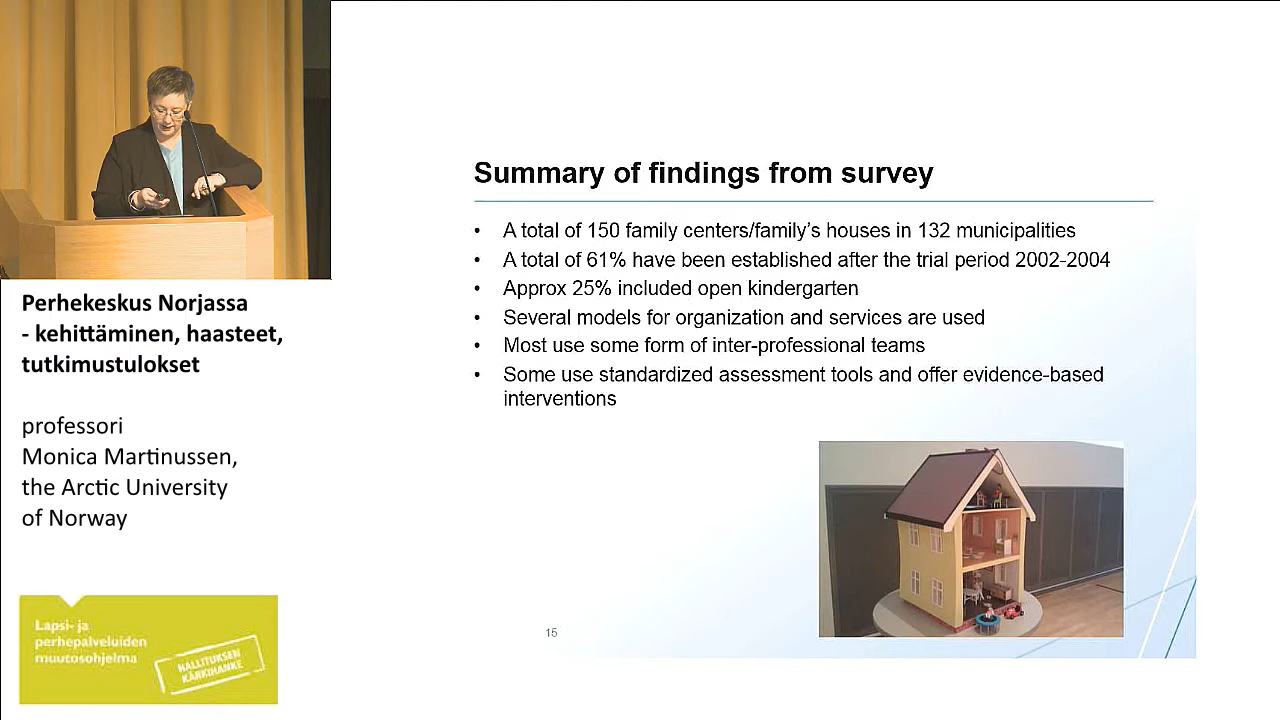 Perhekeskus Norjassa
- kehittäminen, haasteet,
tutkimustulokset
professori
Monica Martinussen,
the Arctic University
of Norway
Lapsi- ja
perhepalveluiden
muutosohjelma
HALLITUKSEN
KÄRKIHANKE
Summary of findings from survey
• A total of 150 family centers/family’s houses in 132 municipalities
• A total of 61% have been established after the trial period 2002-2004
• Approx 25% included open kindergarten
• Several models for organization and services are used
• Most use some form of inter-professional teams
• Some use standardized assessment tools and offer evidence-based
interventions
15